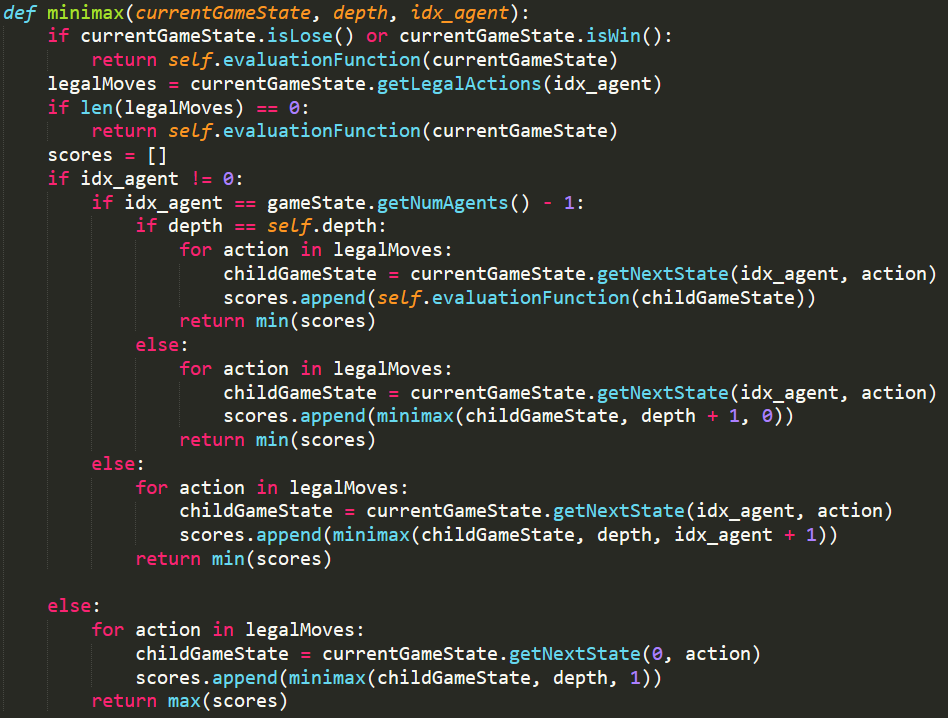 def minimax(currentGameState, depth, idx_agent):
    if currentGameState.isLose() or currentGameState.isWin():
        return self.evaluationFunction(currentGameState)
    legalMoves = currentGameState.getLegalActions(idx_agent)
    if len(legalMoves) == 0:
        return self.evaluationFunction(currentGameState)
    scores = []
    if idx_agent != 0:
        if idx_agent == gameState.getNumAgents() - 1:
            if depth == self.depth:
                for action in legalMoves:
                    childGameState = currentGameState.getNextState(idx_agent, action)
                    scores.append(self.evaluationFunction(childGameState))
                return min(scores)
            else:
                for action in legalMoves:
                    childGameState = currentGameState.getNextState(idx_agent, action)
                    scores.append(minimax(childGameState, depth + 1, 0))
                return min(scores)
        else:
            for action in legalMoves:
                childGameState = currentGameState.getNextState(idx_agent, action)
                scores.append(minimax(childGameState, depth, idx_agent + 1))
            return min(scores)

    else:
        for action in legalMoves:
            childGameState = currentGameState.getNextState(0, action)
            scores.append(minimax(childGameState, depth, 1))
        return max(scores)